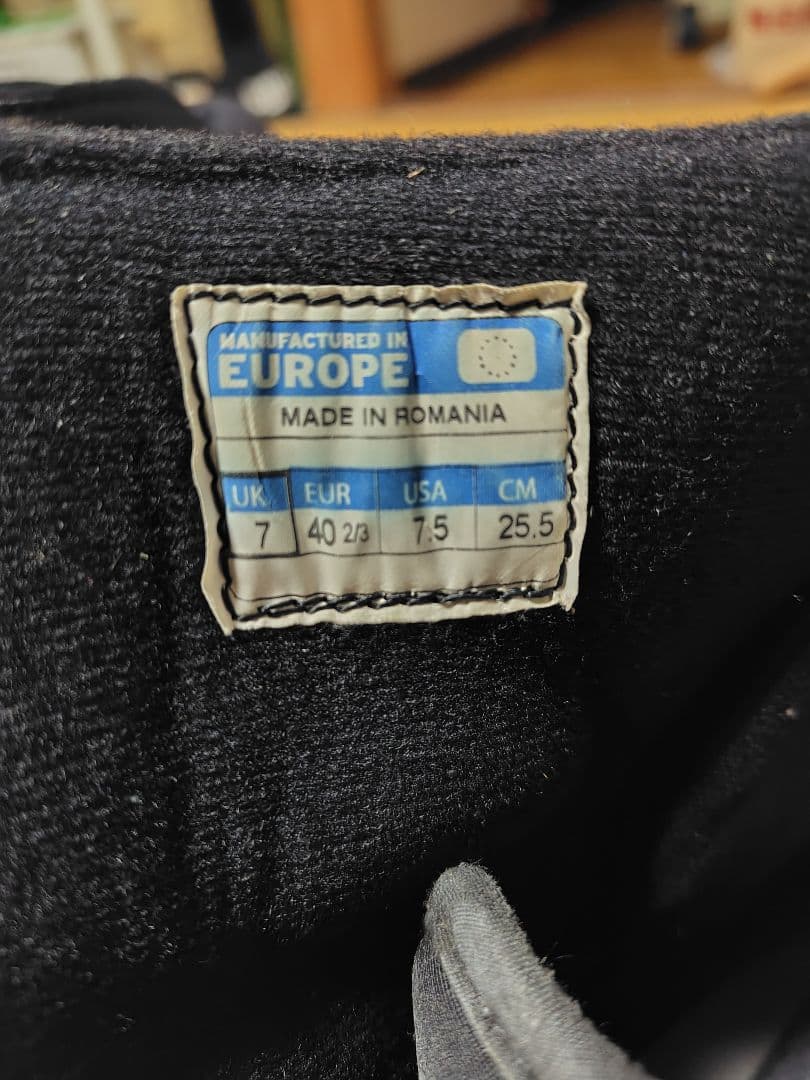 MANUFACTURED IN
EUROPE
MADE IN ROMANIA
UK EUR USA CM
7 40 2/3 7.5 25.5